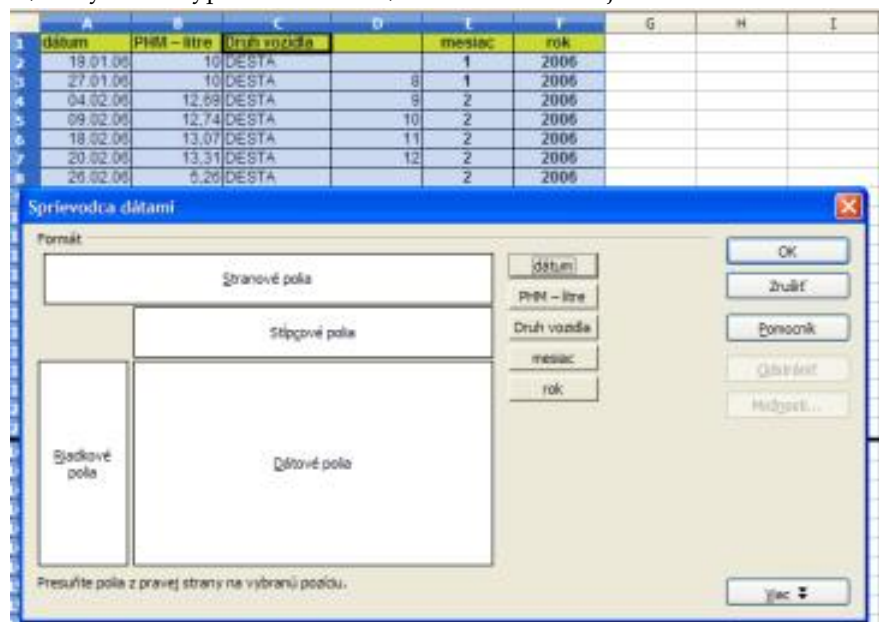 A B C D E F G H I
1 dátum PHM – litre Druh vozidla mesiac rok
2 19.01.06 10 DESTA 1 2006
3 27.01.06 10 DESTA 8 1 2006
4 04.02.06 12,69 DESTA 9 2 2006
5 09.02.06 12,74 DESTA 10 2 2006
6 18.02.06 13,07 DESTA 11 2 2006
7 20.02.06 13,31 DESTA 12 2 2006
8 26.02.06 6,26 DESTA 2 2006
Sprievodca dátami
Formát
Stranové polia
Stĺpcové polia
Riadkové
polia
Dátové polia
dátum
PHM – litre
Druh vozidla
mesiac
rok
OK
Zrušiť
Pomocník
Odstrániť
Možnosti...
Presuňte polia z pravej strany na vybranú pozíciu.
Viac